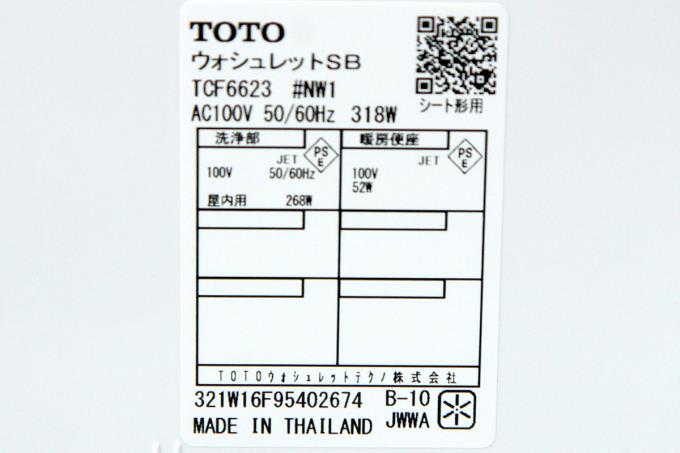 TOTO
ウォシュレットSB
TCF6623 #NW1
AC100V 50/60Hz 318W
シート形用
洗浄部
JET
PS
E
100V 50/60Hz
屋内用 268W
暖房便座
JET
PS
E
100V
52W
TOTOウォシュレットテクノ株式会社
321W16F95402674 B-10
MADE IN THAILAND JWWA